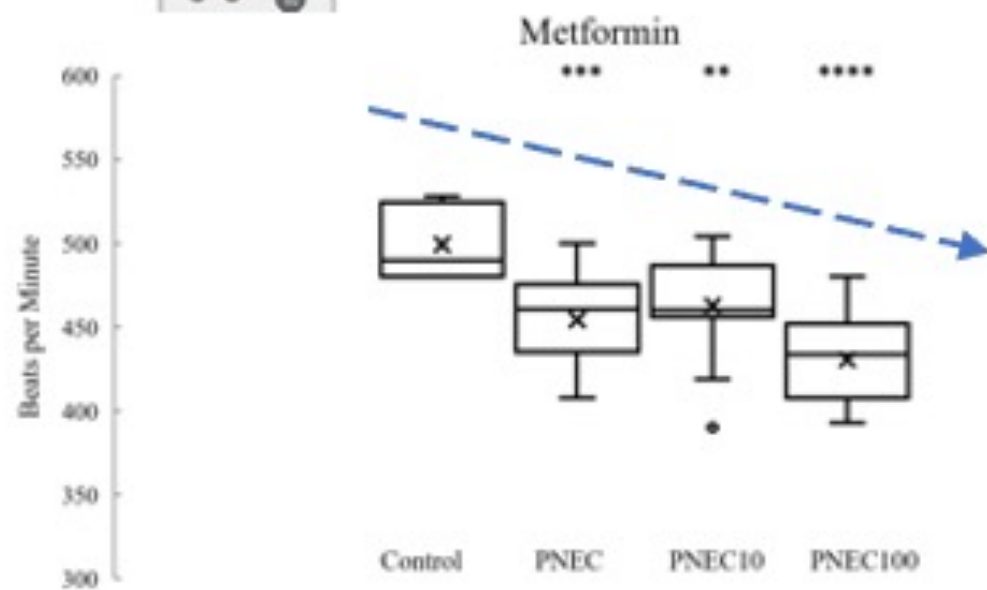 Metformin
*** ** ****
600
550
500
450
400
350
300
Beats per Minute
Control PNEC PNEC10 PNEC100